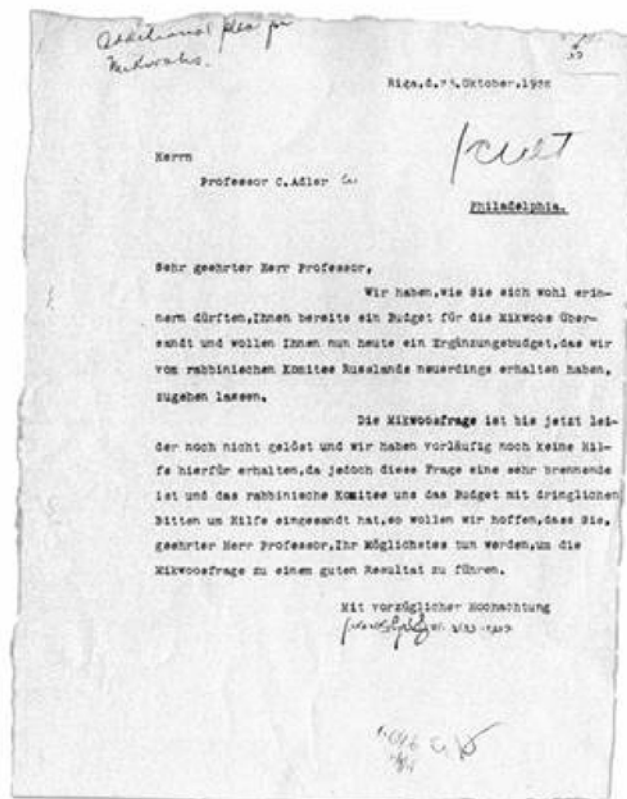 Additional plea for
Mikwaohs.
Riga,d. Oktober,
Herrn
Professor C.Adler
Philadelphia.
Sehr geehrter Herr Professor,
Wir haben,wie Sie sich wohl erin-
nern dürften,Ihnen bereits ein Budget für die Mikwoos über-
sandt und wollen Ihnen nun heute ein Ergänzungsbudget,das wir
vom rabbinischen Komitee Russlands neuerdings erhalten haben,
zugehen lassen.
Die Mikwoosfrage ist bis jetzt lei-
der noch nicht gelöst und wir haben vorläufig noch keine Hil-
fe hierfür erhalten,da jedoch diese Frage eine sehr brennende
ist und das rabbinische Komitee uns das Budget mit dringlichen
Bitten um Hilfe eingesandt hat,so wollen wir hoffen,dass Sie,
geehrter Herr Professor,Ihr Möglichstes tun werden,um die
Mikwoosfrage zu einem guten Resultat zu führen.
Mit vorzüglicher Hochachtung